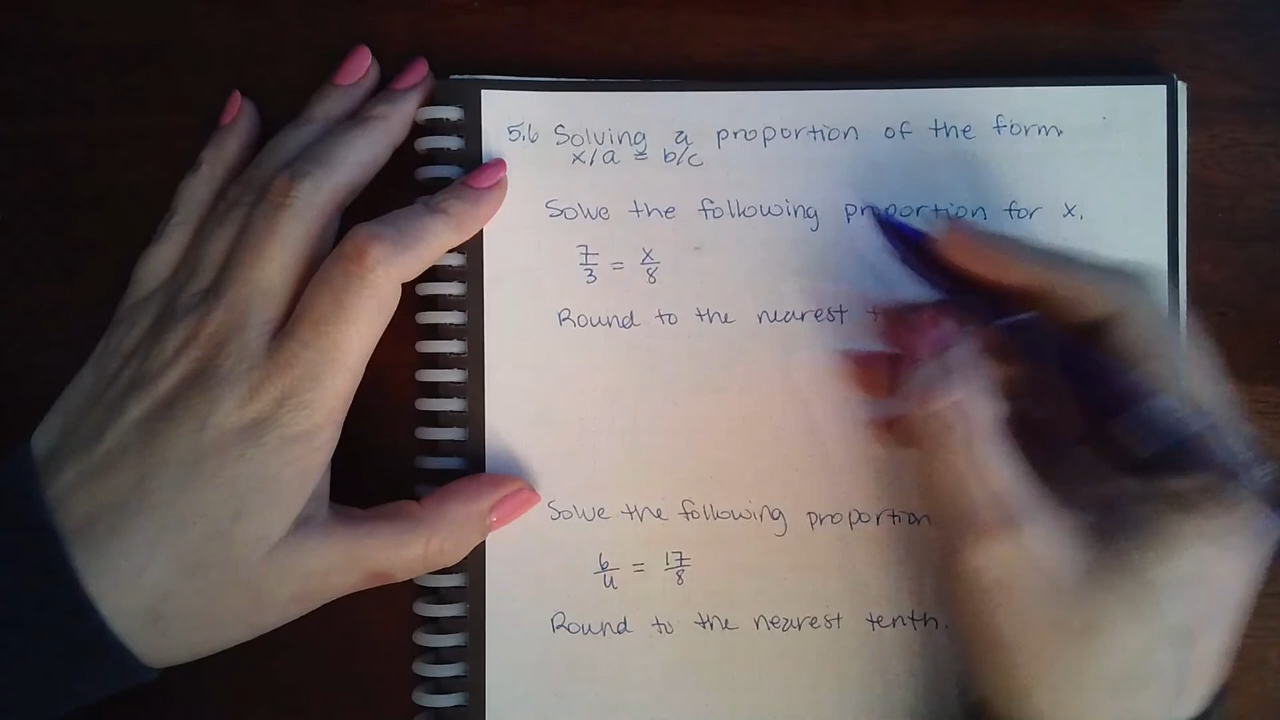 5.6 Solving a proportion of the form
x/a = b/c
Solve the following proportion for x.
7/3 = x/8
Round to the nearest
Solve the following proportion
6/u = 17/8
Round to the nearest tenth.